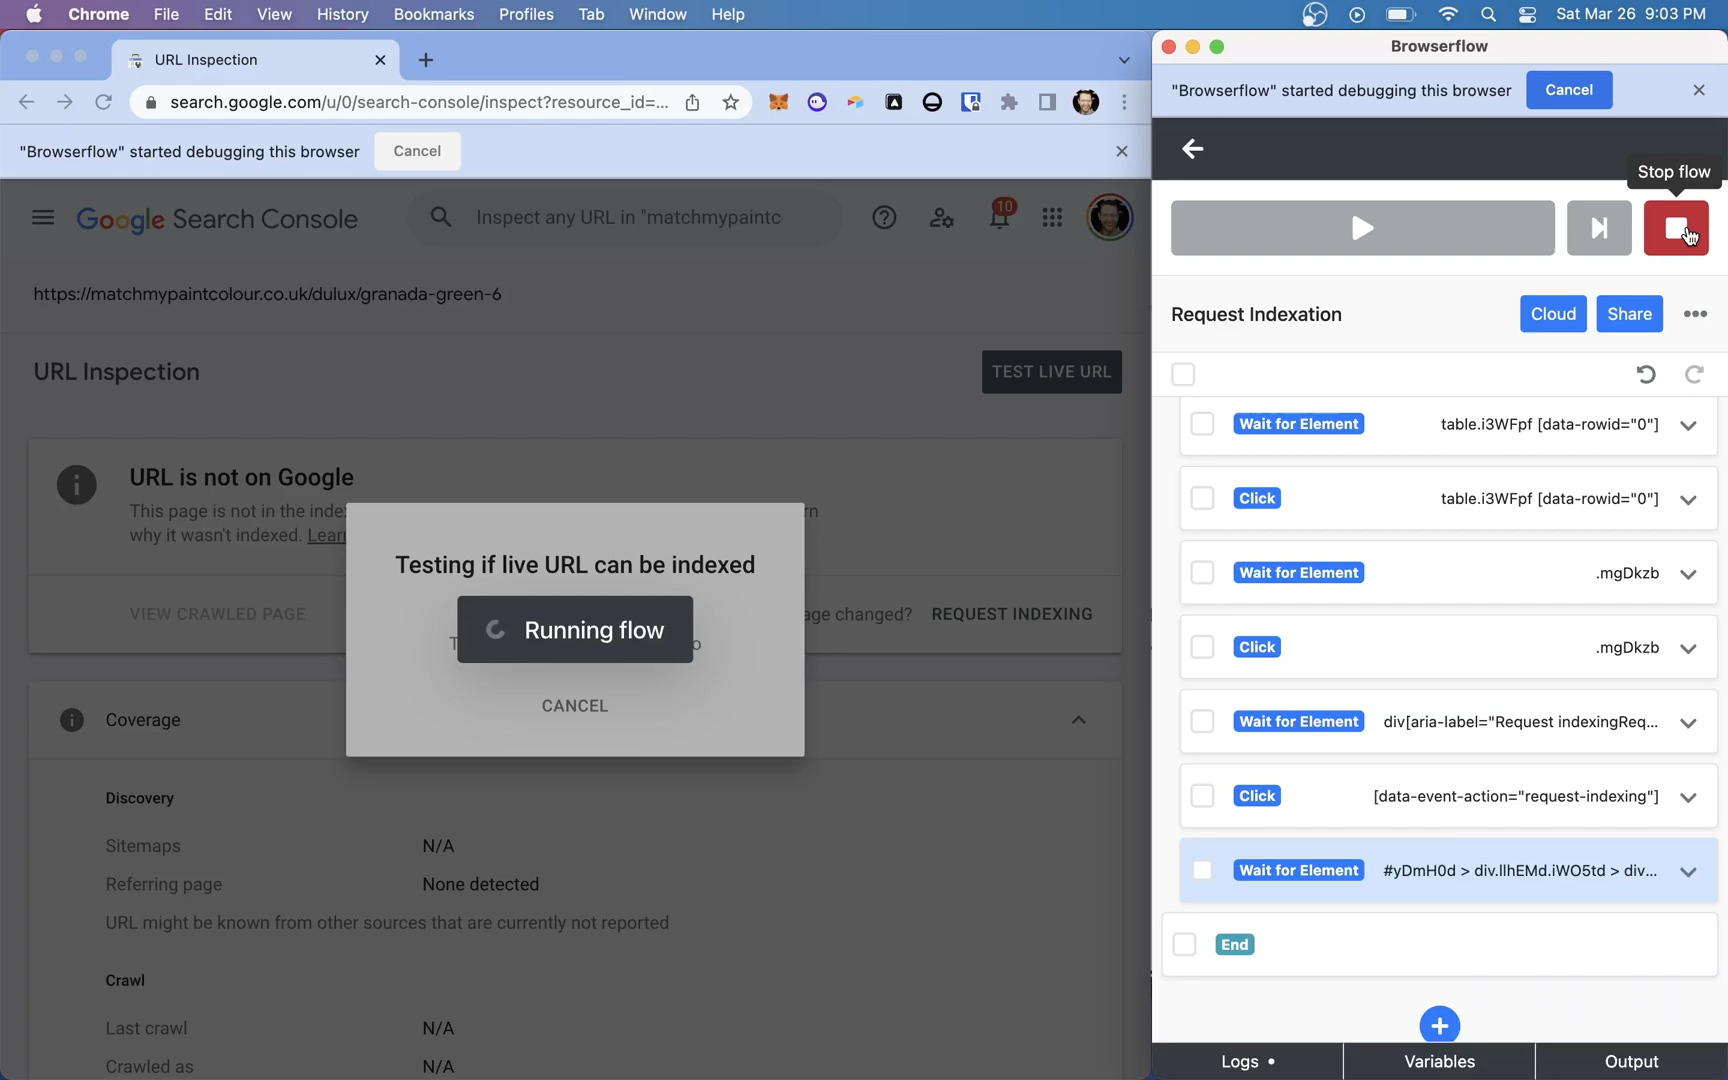 Chrome File Edit View History Bookmarks Profiles Tab Window Help Sat Mar 26 9:03 PM
URL Inspection
search.google.com/u/0/search-console/inspect?resource_id=...
"Browserflow" started debugging this browser Cancel
Google Search Console Inspect any URL in "matchmypaintc 10
https://matchmypaintcolour.co.uk/dulux/granada-green-6
URL Inspection TEST LIVE URL
URL is not on Google
This page is not in the inde rn
why it wasn't indexed. Lear
VIEW CRAWLED PAGE age changed? REQUEST INDEXING
Testing if live URL can be indexed
Running flow
CANCEL
Coverage
Discovery
Sitemaps N/A
Referring page None detected
URL might be known from other sources that are currently not reported
Crawl
Last crawl N/A
Crawled as N/A
Browserflow
"Browserflow" started debugging this browser Cancel
Stop flow
Request Indexation Cloud Share
Wait for Element table.i3WFpf [data-rowid="0"]
Click table.i3WFpf [data-rowid="0"]
Wait for Element .mgDkzb
Click .mgDkzb
Wait for Element div[aria-label="Request indexingReq...
Click [data-event-action="request-indexing"]
Wait for Element #yDmH0d > div.llhEMd.iWO5td > div...
End
Logs Variables Output